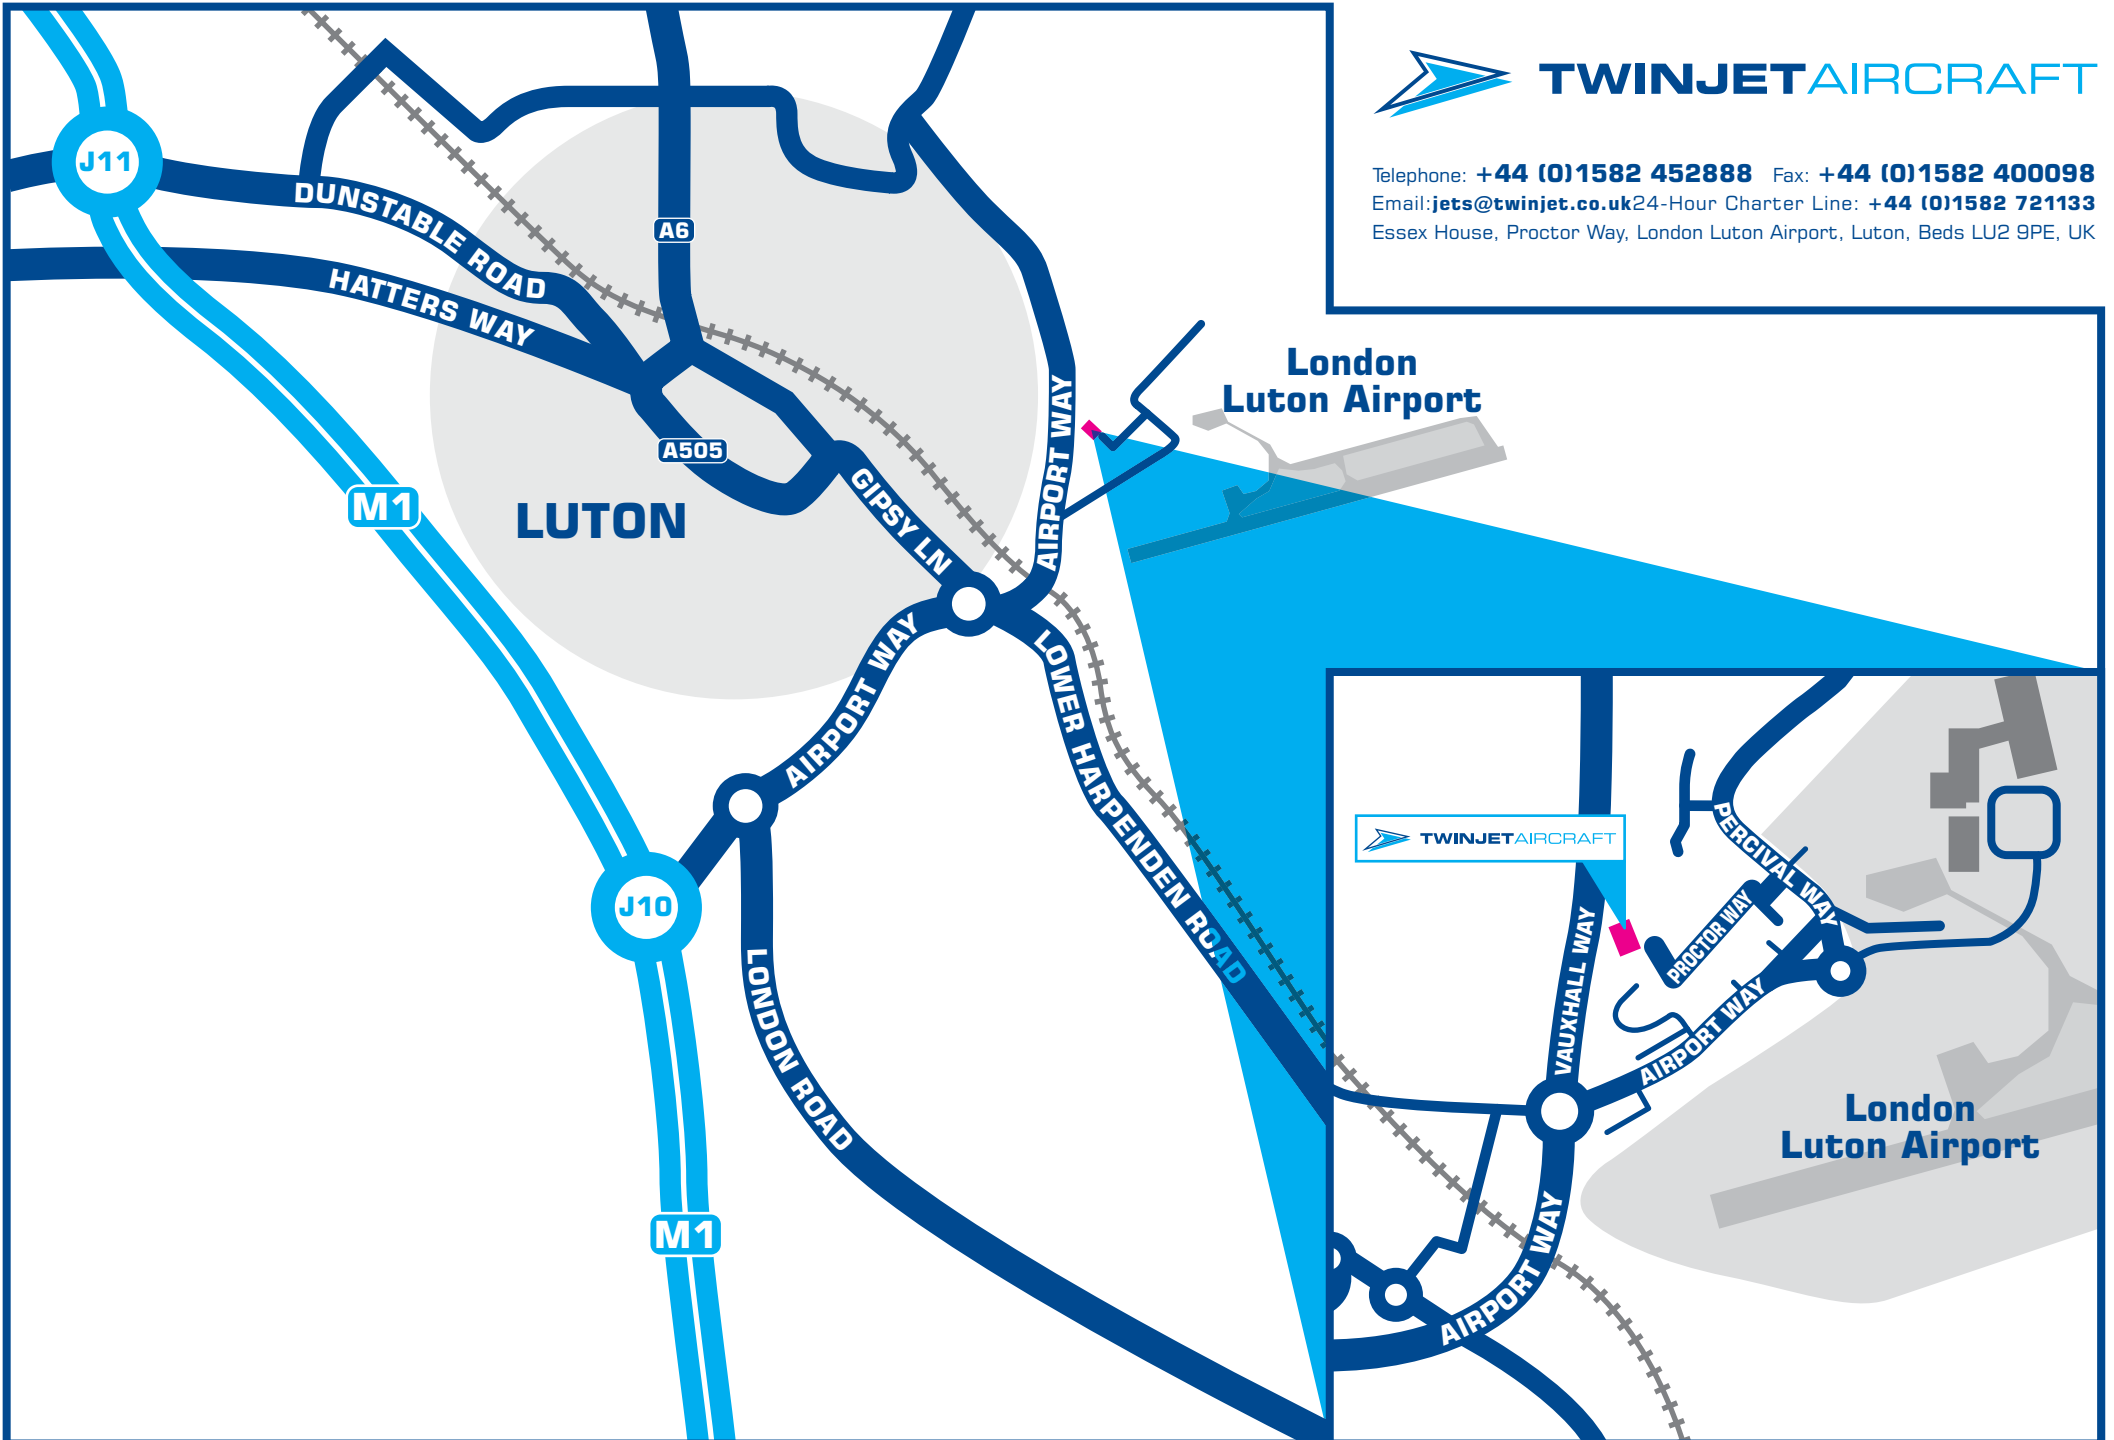 TWINJETAIRCRAFT
Telephone: +44 (0)1582 452888 Fax: +44 (0)1582 400098
Email:jets@twinjet.co.uk24-Hour Charter Line: +44 (0)1582 721133
Essex House, Proctor Way, London Luton Airport, Luton, Beds LU2 9PE, UK
J11
DUNSTABLE ROAD
A6
HATTERS WAY
London
Luton Airport
AIRPORT WAY
A505
M1
LUTON
GIPSY LN
AIRPORT WAY
LOWER HARPENDEN ROAD
J10
LONDON ROAD
M1
TWINJETAIRCRAFT
PERCIVAL WAY
PROCTOR WAY
VAUXHALL WAY
AIRPORT WAY
London
Luton Airport
AIRPORT WAY